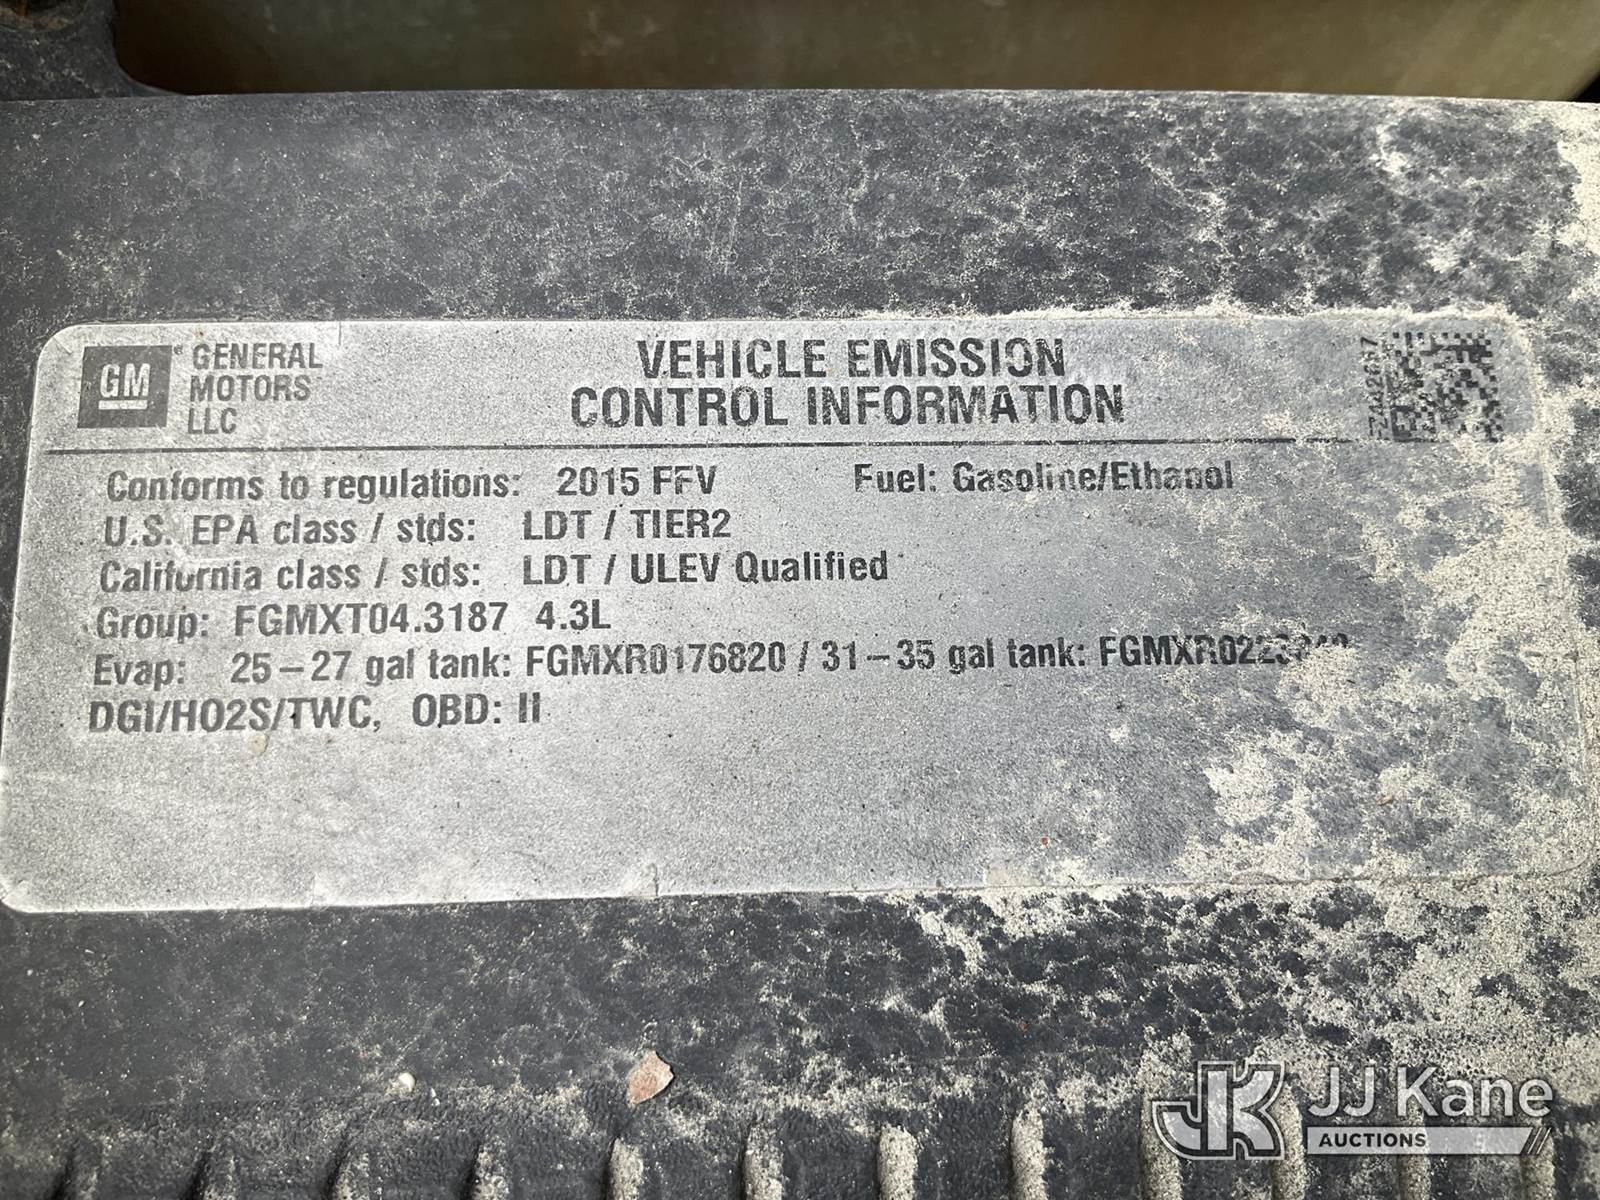 GM
GENERAL
MOTORS
LLC
VEHICLE EMISSION
CONTROL INFORMATION
Conforms to regulations: 2015 FFV Fuel: Gasoline/Ethanol
U.S. EPA class / stds: LDT / TIER2
California class / stds: LDT / ULEV Qualified
Group: FGMXT04.3187 4.3L
Evap: 25–27 gal tank: FGMXR0176820 / 31–35 gal tank:
DGI/HO2S/TWC, OBD: II
JK JJ Kane
AUCTIONS